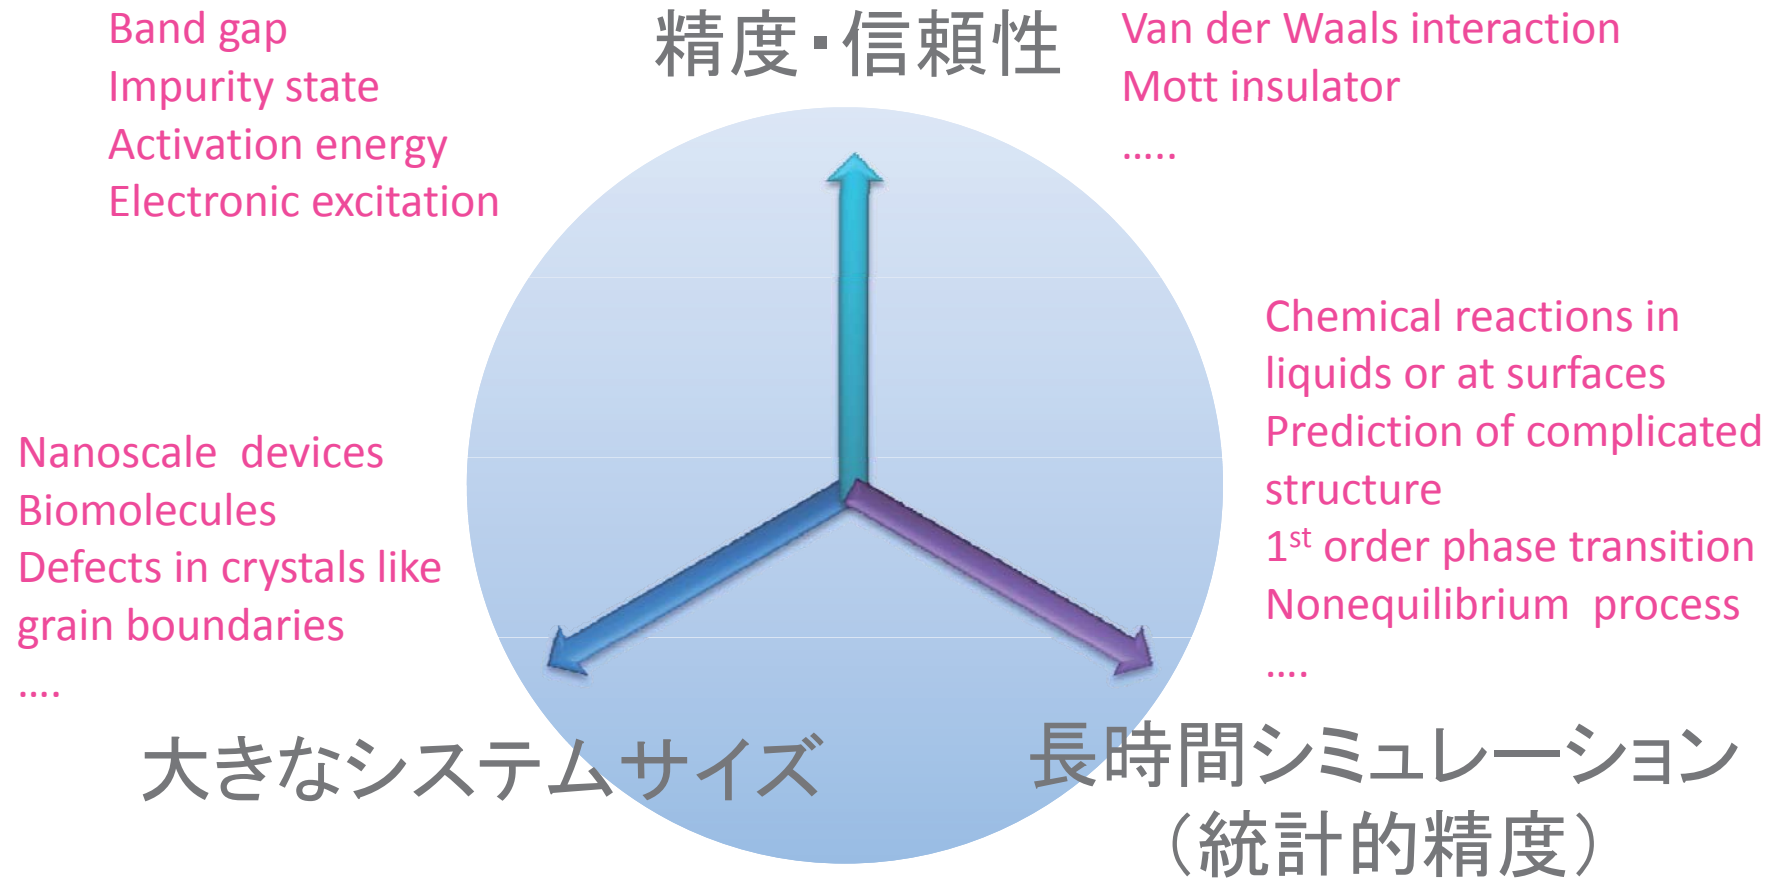 Band gap
Impurity state
Activation energy
Electronic excitation
精度・信頼性
Van der Waals interaction
Mott insulator
…..
Chemical reactions in
liquids or at surfaces
Prediction of complicated
structure
1st order phase transition
Nonequilibrium process
….
Nanoscale devices
Biomolecules
Defects in crystals like
grain boundaries
….
大きなシステムサイズ
長時間シミュレーション
（統計的精度）